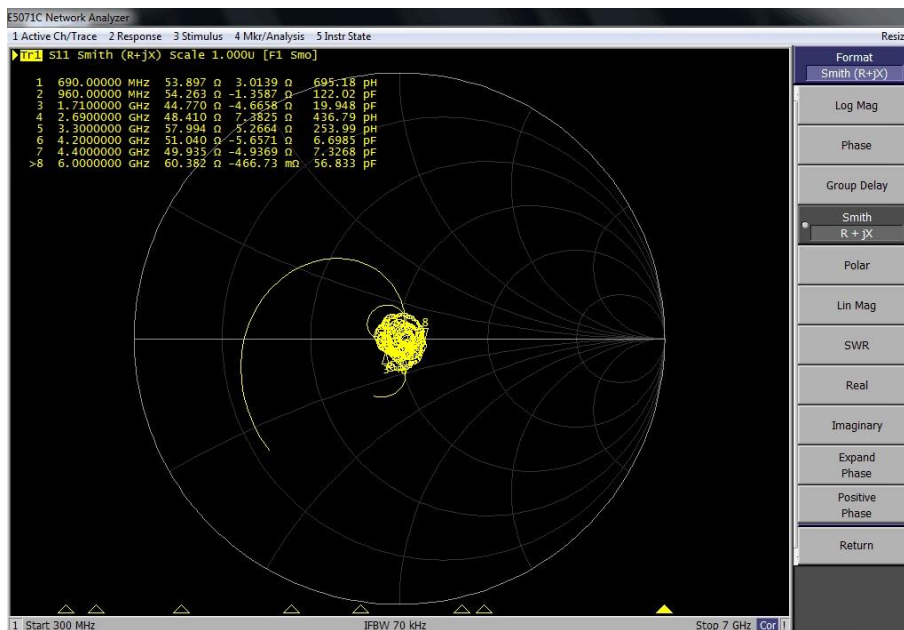 E5071C Network Analyzer
1 Active Ch/Trace 2 Response 3 Stimulus 4 Mkr/Analysis 5 Instr State
Resiz
Tr1 S11 Smith (R+jX) Scale 1.000U [F1 Smo]
1 690.00000 MHz 53.897 Ω 3.0139 Ω 695.18 pH
2 960.00000 MHz 54.263 Ω -1.3587 Ω 122.02 pF
3 1.7100000 GHz 44.770 Ω -4.6658 Ω 19.948 pF
4 2.6900000 GHz 48.410 Ω 7.3825 Ω 436.79 pH
5 3.3000000 GHz 57.994 Ω 5.2664 Ω 253.99 pH
6 4.2000000 GHz 51.040 Ω -5.6571 Ω 6.6985 pF
7 4.4000000 GHz 49.935 Ω -4.9369 Ω 7.3268 pF
>8 6.0000000 GHz 60.382 Ω -466.73 mΩ 56.833 pF
8
3
Format
Smith (R+jX)
Log Mag
Phase
Group Delay
Smith
R + jX
Polar
Lin Mag
SWR
Real
Imaginary
Expand
Phase
Positive
Phase
Return
1 Start 300 MHz
IFBW 70 kHz
Stop 7 GHz Cor !